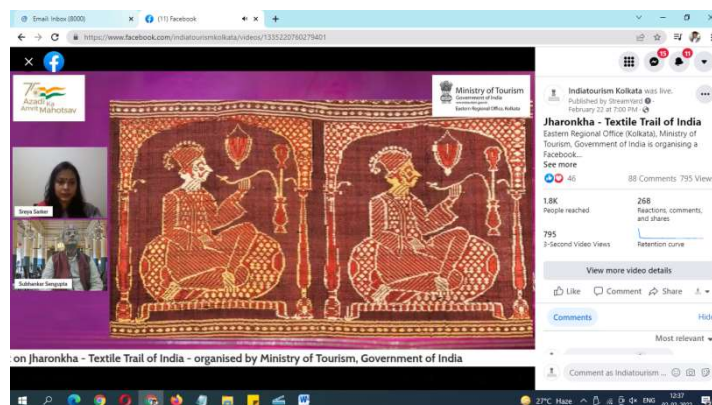 Email: Inbox (8000)
(11) Facebook
https://www.facebook.com/indiatourismkolkata/videos/1335220760279401
15
11
Azadi Ka
Amrit Mahotsav
Ministry of Tourism
Government of India
Eastern Regional Office, Kolkata
Sreya Sarkar
Subhankar Sengupta
on Jharonkha - Textile Trail of India - organised by Ministry of Tourism, Government of India
Indiatourism Kolkata was live.
Published by StreamYard
February 22 at 7:00 PM
Jharonkha - Textile Trail of India
Eastern Regional Office (Kolkata), Ministry of
Tourism, Government of India is organising a
Facebook...
See more
46
88 Comments 795 View
1.8K
People reached
268
Reactions, comments,
and shares
795
3-Second Video Views
Retention curve
View more video details
Like
Comment
Share
Comments
Hide
Most relevant
Comment as Indiatourism ...
27°C Haze
ENG
12:37